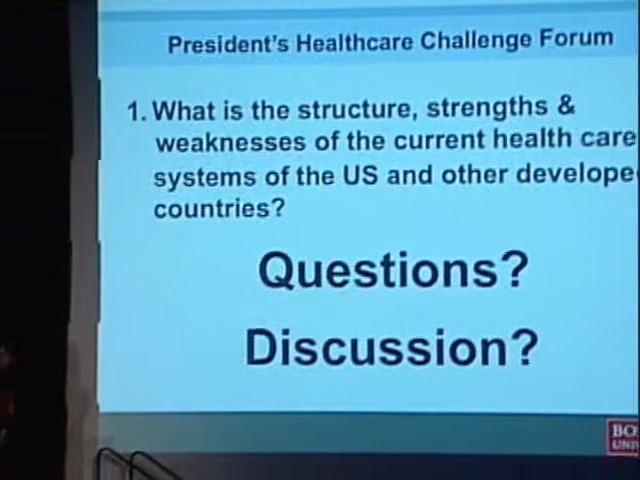 President's Healthcare Challenge Forum
1. What is the structure, strengths &
weaknesses of the current health care
systems of the US and other develope
countries?
Questions?
Discussion?
BO
UNI